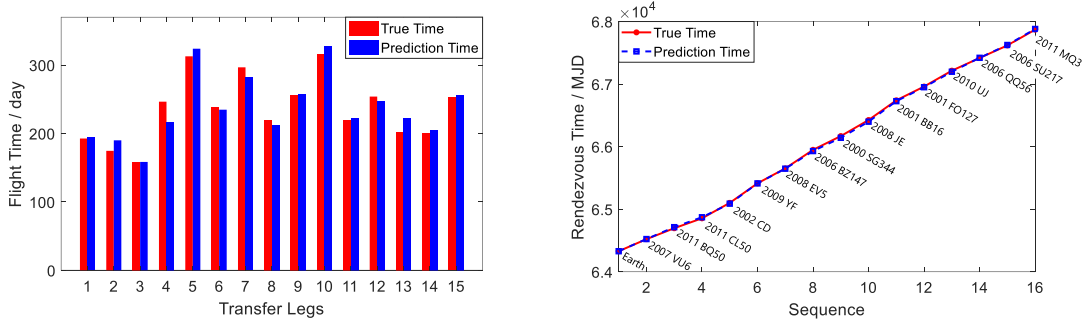 True Time
Prediction Time
300
200
100
0
Flight Time / day
1 2 3 4 5 6 7 8 9 10 11 12 13 14 15
Transfer Legs
×10⁴
6.8
6.7
6.6
6.5
6.4
Rendezvous Time / MJD
True Time
Prediction Time
Earth
2007 VU6
2011 BQ50
2011 CL50
2002 CD
2009 YF
2008 EV5
2006 BZ147
2000 SG344
2008 JE
2001 BB16
2001 FO127
2010 UJ
2006 QQ56
2006 SU217
2011 MQ3
2 4 6 8 10 12 14 16
Sequence